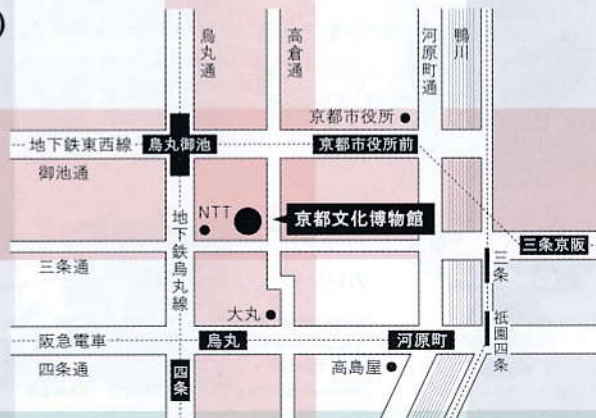 )
烏丸通
高倉通
河原町通
鴨川
京都市役所
地下鉄東西線
烏丸御池
京都市役所前
御池通
NTT
京都文化博物館
地下鉄烏丸線
三条京阪
三条通
三条
大丸
祇園四条
阪急電車
烏丸
河原町
四条通
四条
高島屋